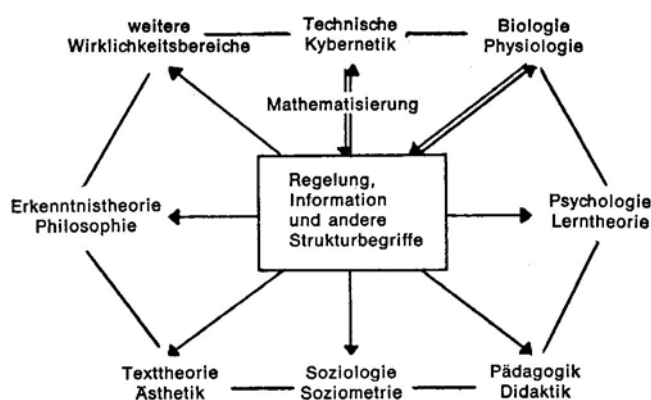 weitere
Wirklichkeitsbereiche
Technische
Kybernetik
Biologie
Physiologie
Mathematisierung
Regelung,
Information
und andere
Strukturbegriffe
Erkenntnistheorie
Philosophie
Psychologie
Lerntheorie
Texttheorie
Ästhetik
Soziologie
Soziometrie
Pädagogik
Didaktik